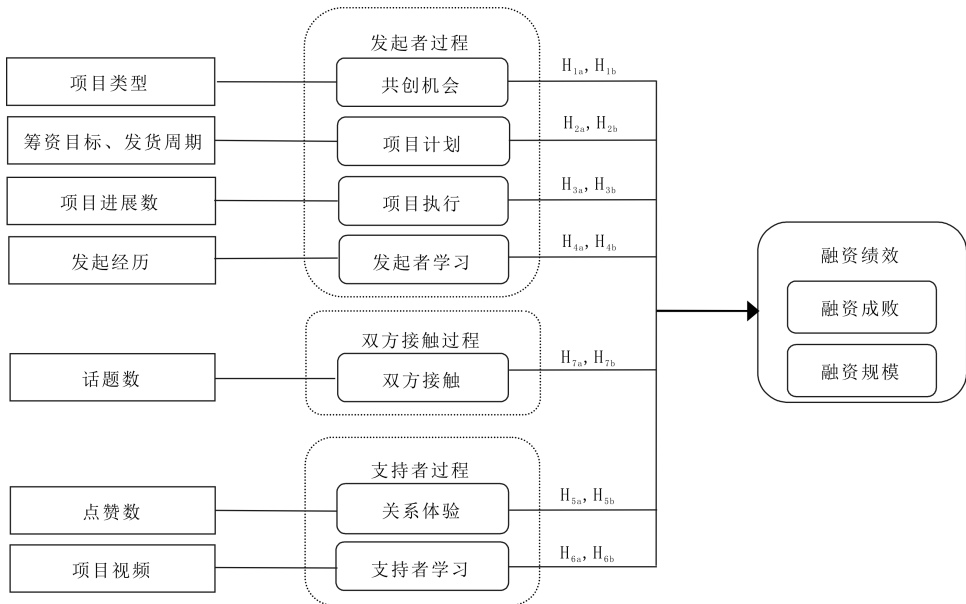 发起者过程
项目类型
共创机会
H1a, H1b
筹资目标、发货周期
项目计划
H2a, H2b
项目进展数
项目执行
H3a, H3b
发起经历
发起者学习
H4a, H4b
融资绩效
融资成败
融资规模
双方接触过程
话题数
双方接触
H7a, H7b
支持者过程
点赞数
关系体验
H5a, H5b
项目视频
支持者学习
H6a, H6b